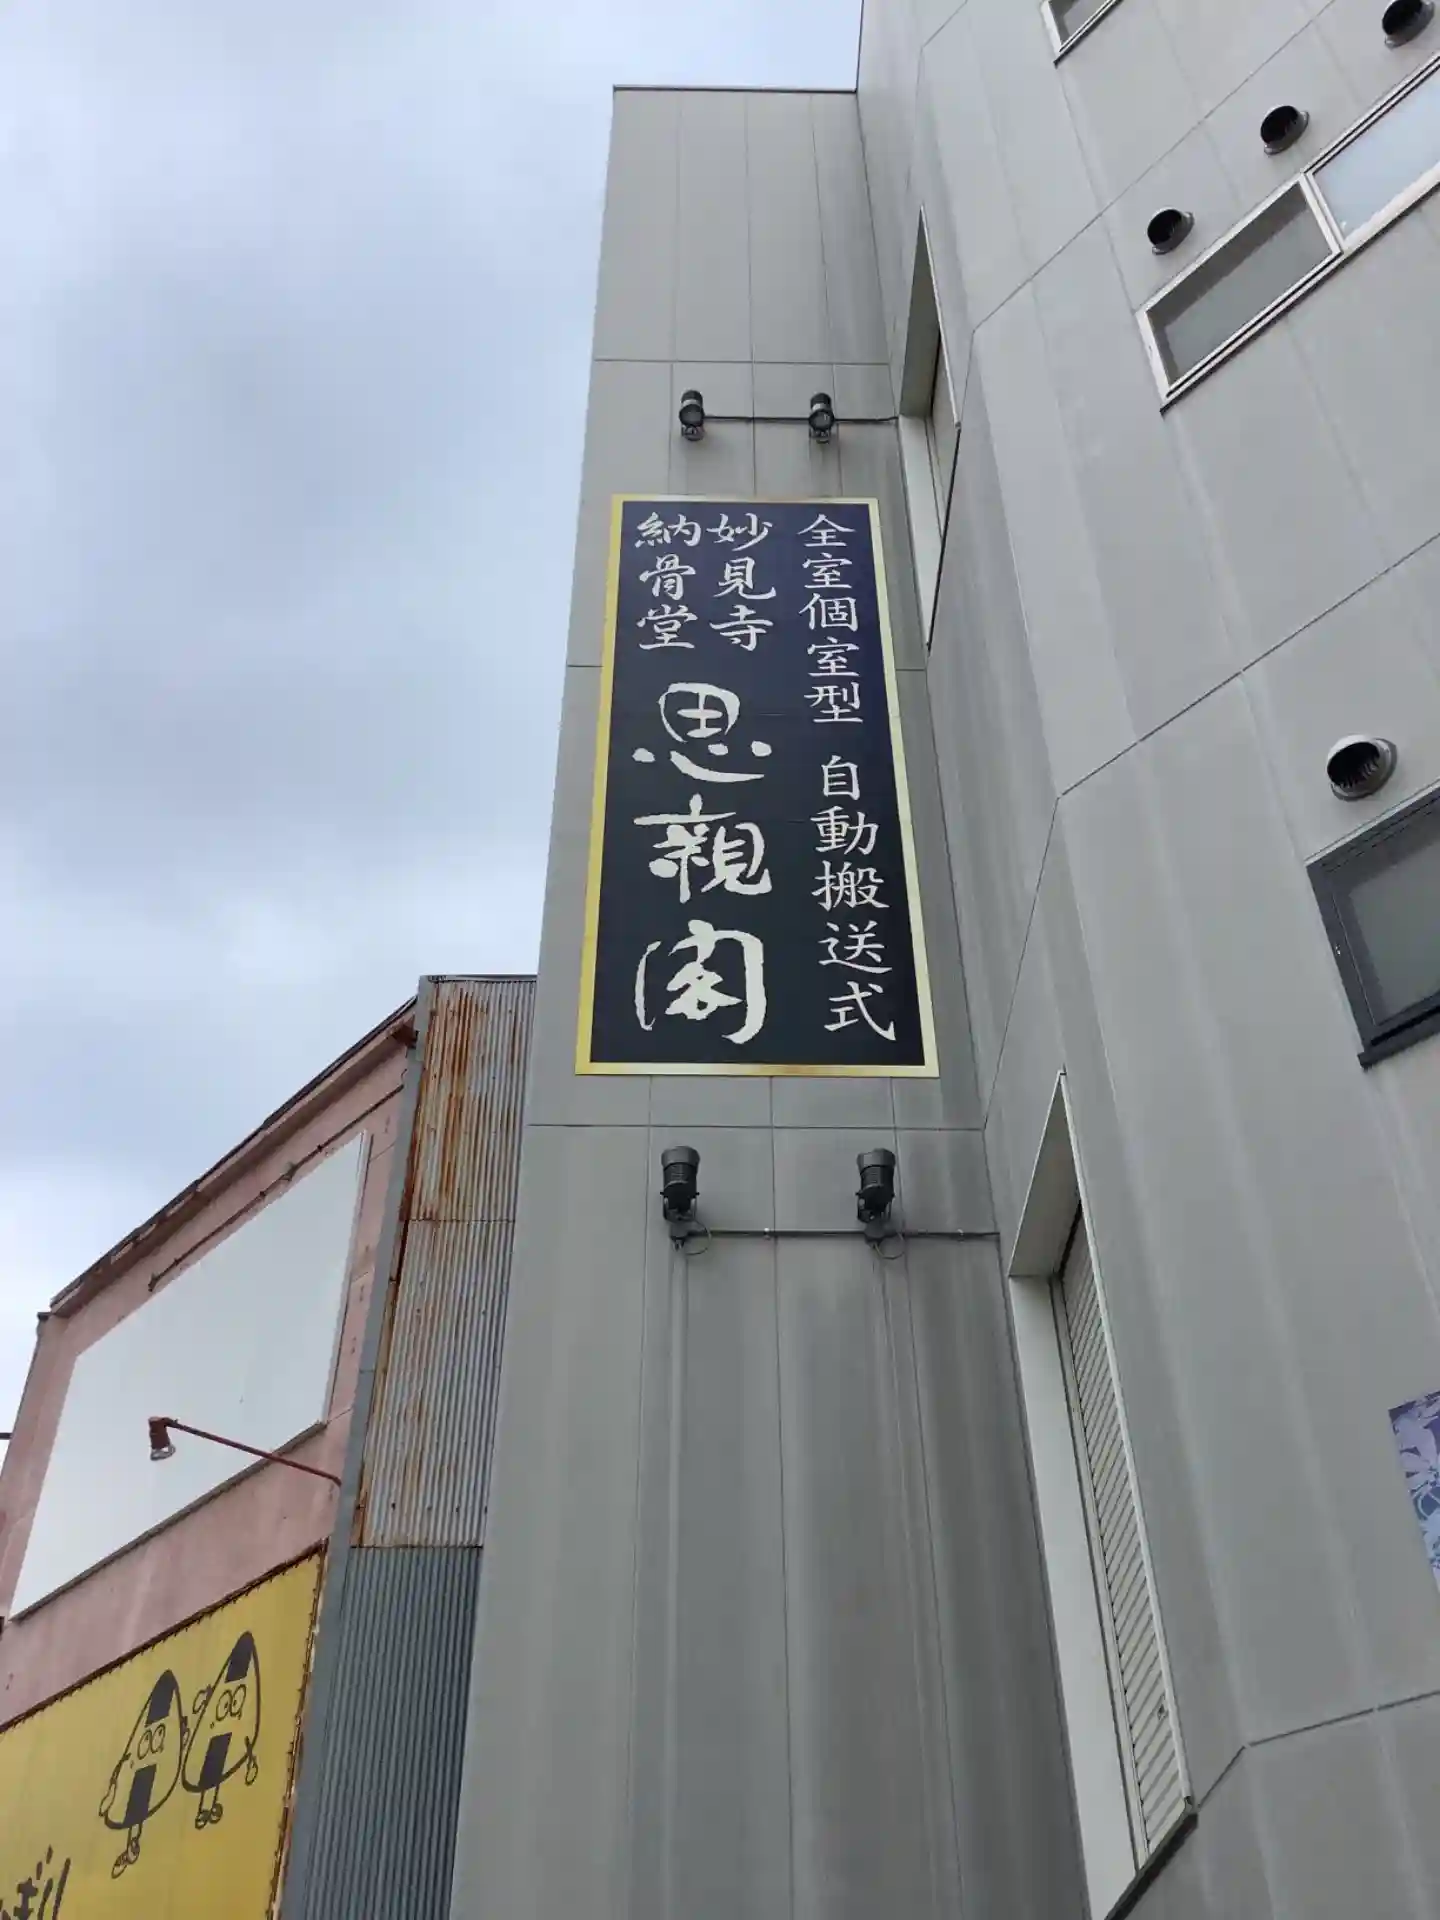 全室個室型 自動搬送式
妙見寺
納骨堂
思親閣